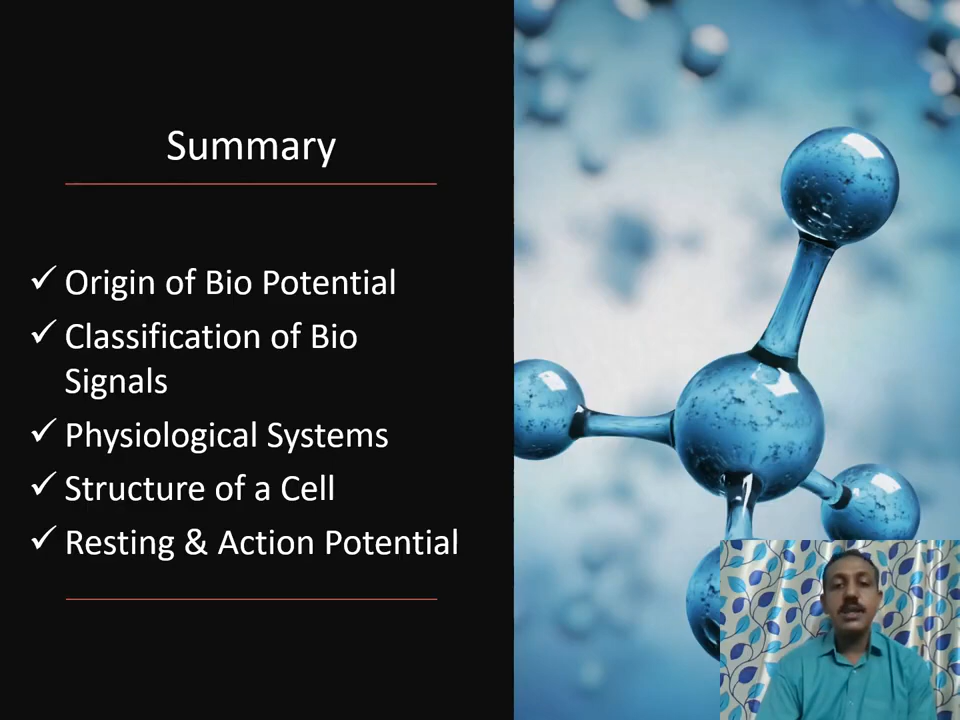 Summary
✓ Origin of Bio Potential
✓ Classification of Bio
Signals
✓ Physiological Systems
✓ Structure of a Cell
✓ Resting & Action Potential